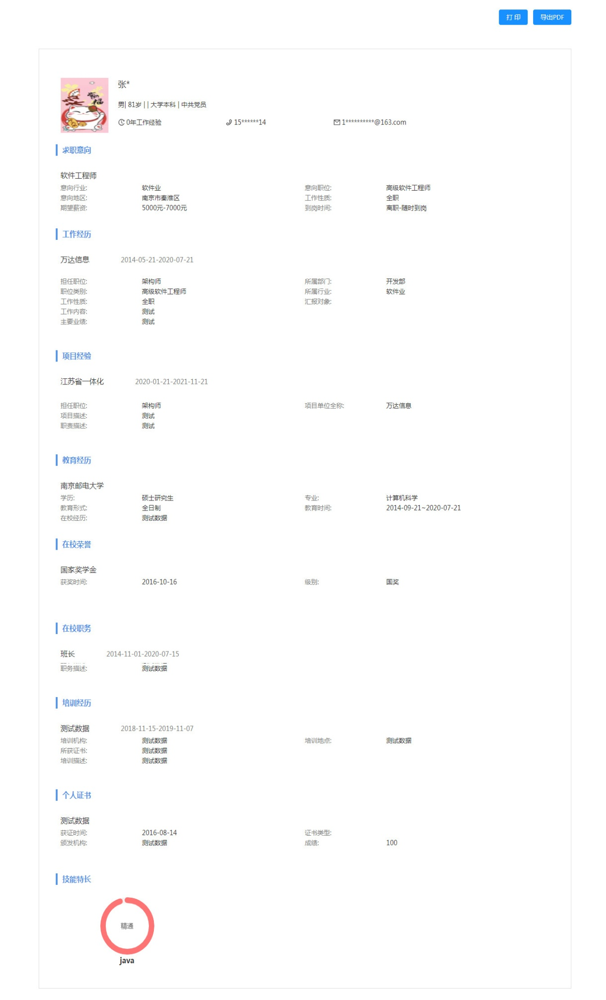 打 印 导出PDF
张*
男| 81岁 | | 大学本科 | 中共党员
0年工作经验 15******14 1**********@163.com
求职意向
软件工程师
意向行业: 软件业 意向职位: 高级软件工程师
意向地区: 南京市秦淮区 工作性质: 全职
期望薪资: 5000元-7000元 到岗时间: 离职-随时到岗
工作经历
万达信息 2014-05-21-2020-07-21
担任职位: 架构师 所属部门: 开发部
职位类别: 高级软件工程师 所属行业: 软件业
工作性质: 全职 汇报对象:
工作内容: 测试
主要业绩: 测试
项目经验
江苏省一体化 2020-01-21-2021-11-21
担任职位: 架构师 项目单位全称: 万达信息
项目描述: 测试
职责描述: 测试
教育经历
南京邮电大学
学历: 硕士研究生 专业: 计算机科学
教育形式: 全日制 教育时间: 2014-09-21~2020-07-21
在校经历: 测试数据
在校荣誉
国家奖学金
获奖时间: 2016-10-16 级别: 国奖
在校职务
班长 2014-11-01-2020-07-15
职务描述: 测试数据
培训经历
测试数据 2018-11-15-2019-11-07
培训机构: 测试数据 培训地点: 测试数据
所获证书: 测试数据
培训描述: 测试数据
个人证书
测试数据
获证时间: 2016-08-14 证书类型:
颁发机构: 测试数据 成绩: 100
技能特长
精通
java